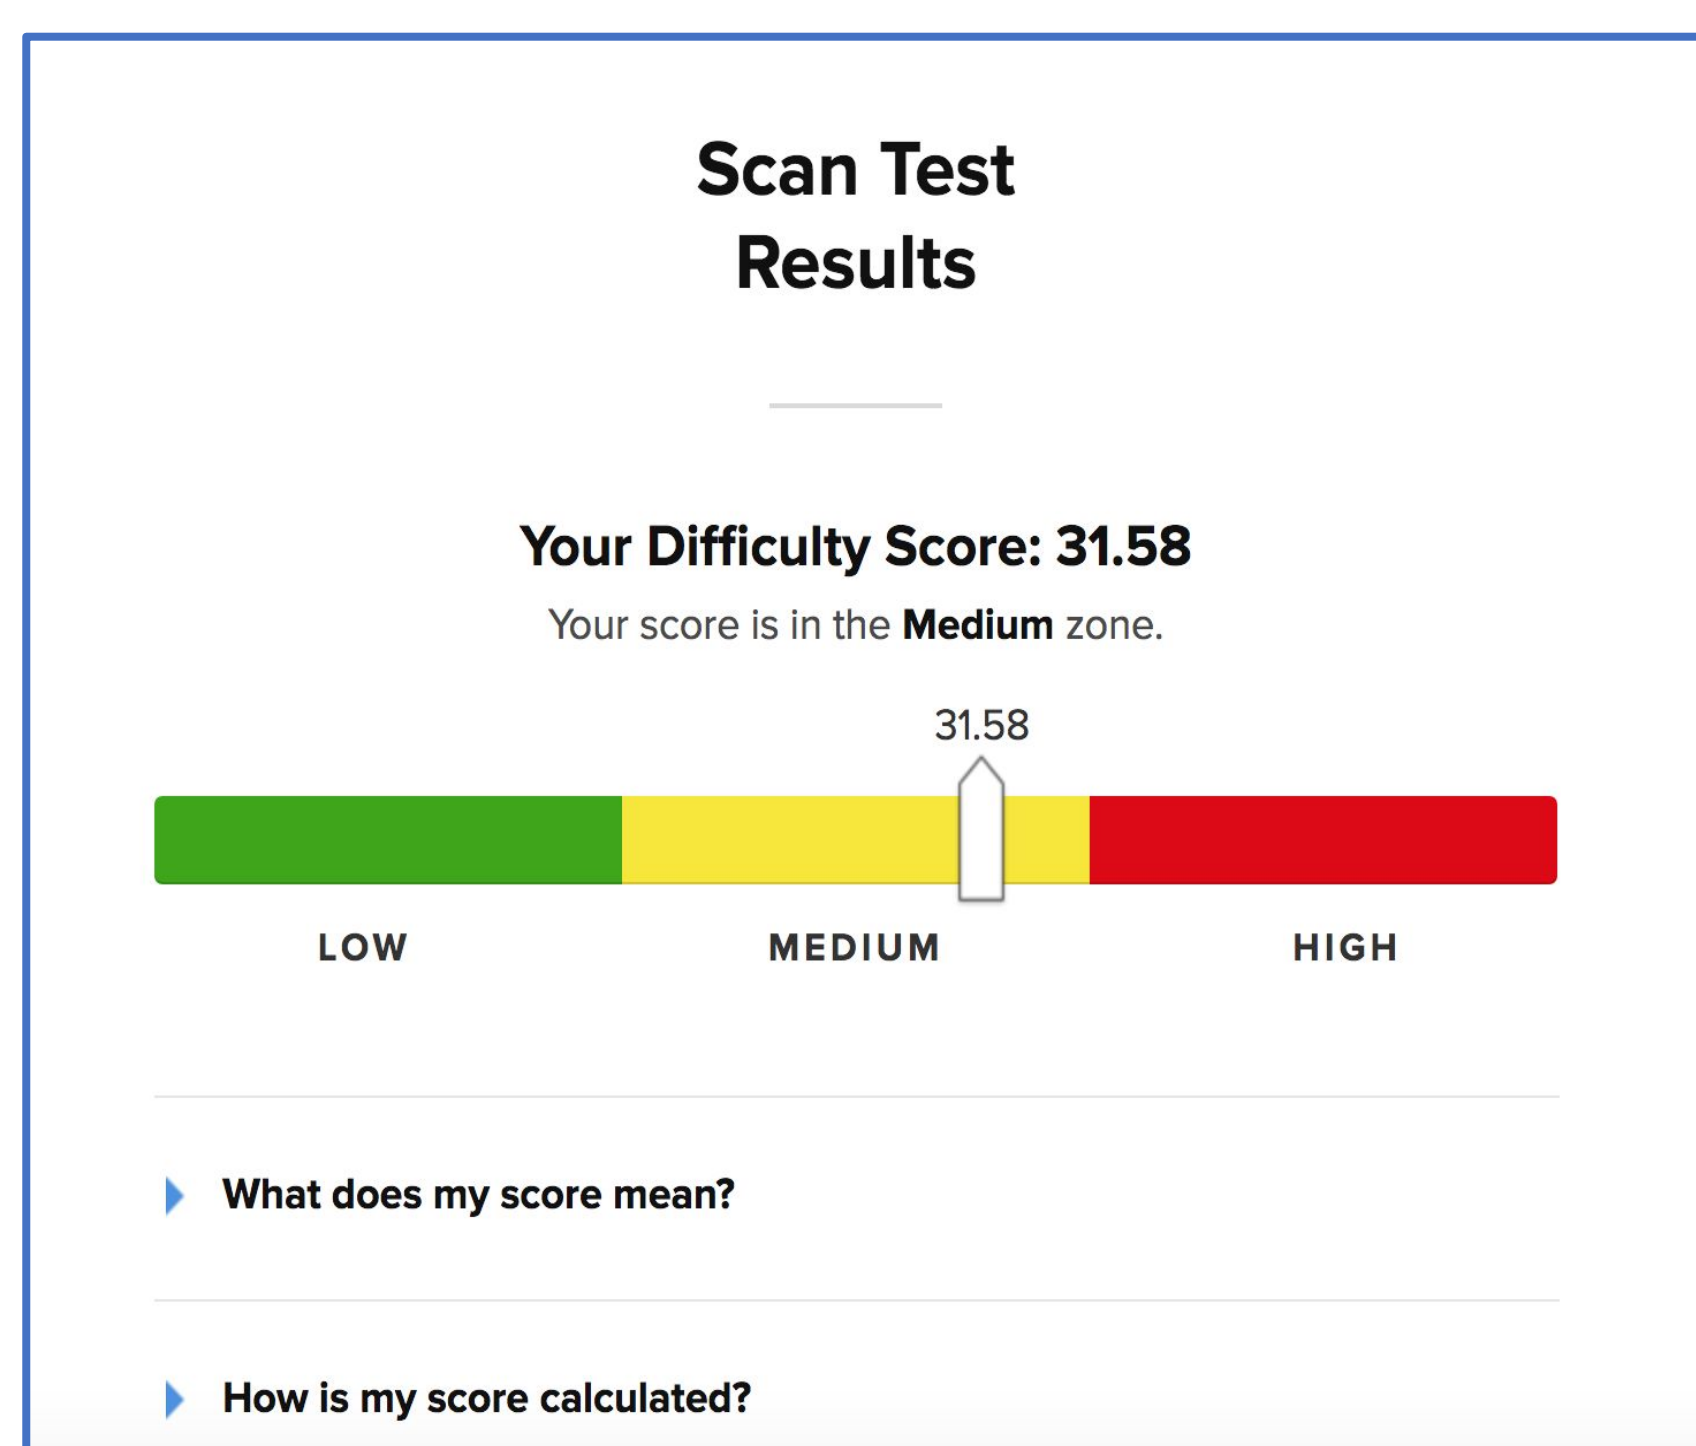 Scan Test
Results
Your Difficulty Score: 31.58
Your score is in the Medium zone.
31.58
LOW MEDIUM HIGH
What does my score mean?
How is my score calculated?